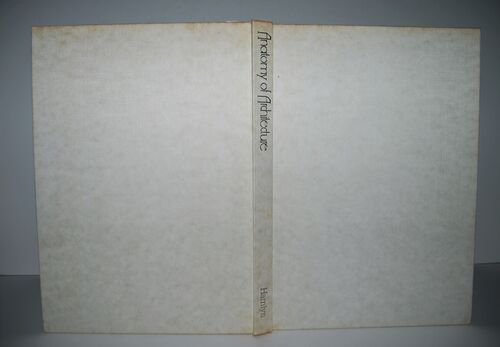 Anatomy of Architecture
Hamlyn